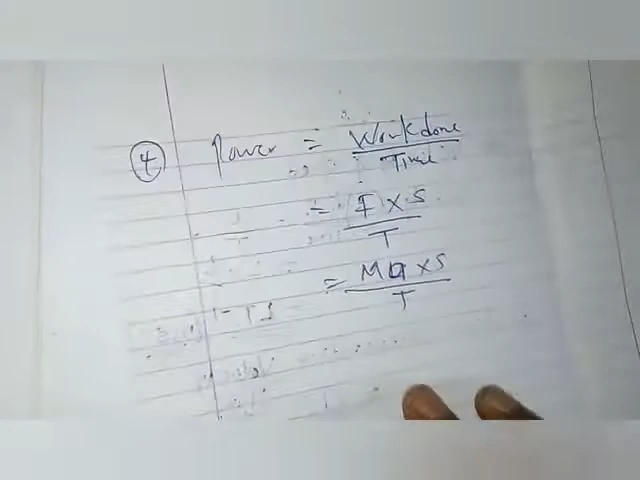 4 Power = Workdone
Time
= F x S
T
= Ma x S
T